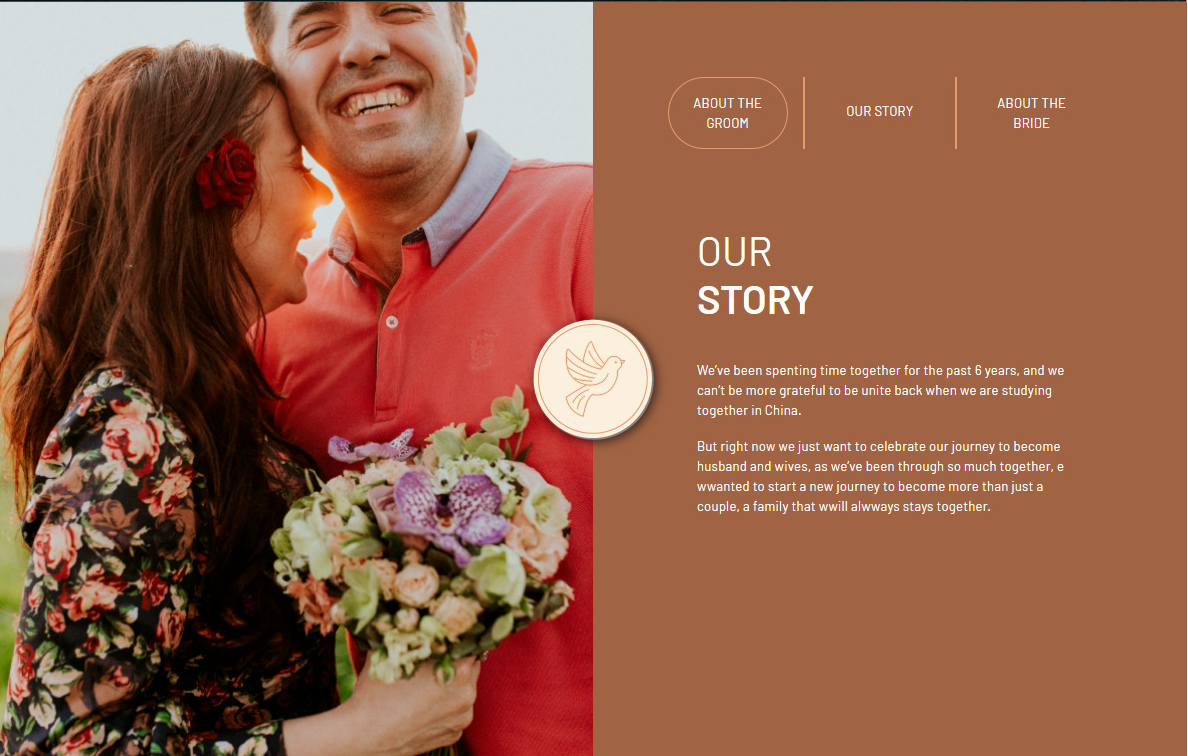 ABOUT THE
GROOM
OUR STORY
ABOUT THE
BRIDE
OUR
STORY
We've been spenting time together for the past 6 years, and we
can't be more grateful to be unite back when we are studying
together in China.
But right now we just want to celebrate our journey to become
husband and wives, as we've been through so much together, e
wwanted to start a new journey to become more than just a
couple, a family that wwill alwways stays together.